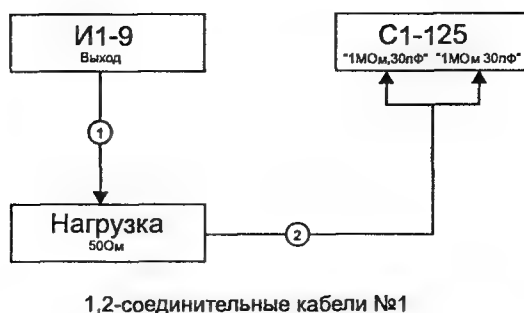 И1-9
Выход
С1-125
"1МОм,30пФ" "1МОм 30пФ"
1
Нагрузка
50Ом
2
1,2-соединительные кабели №1